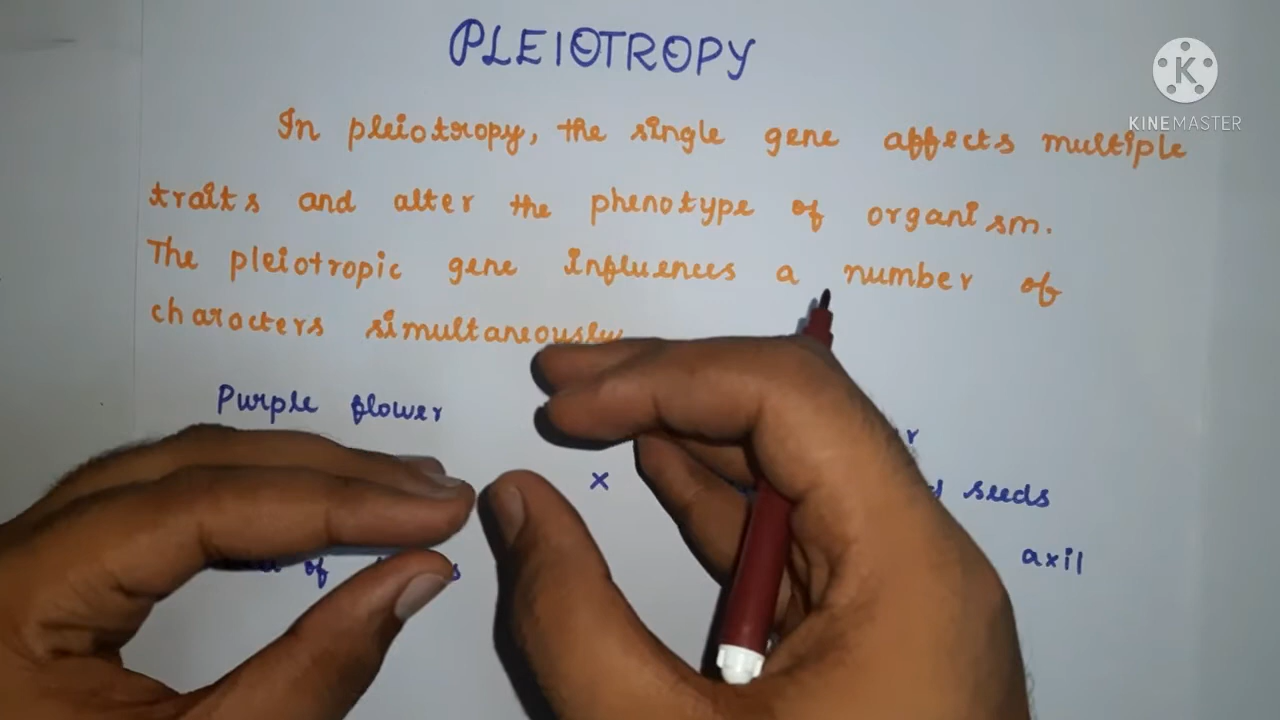 PLEIOTROPY
K
KINEMASTER
In pleiotropy, the single gene affects multiple
traits and alter the phenotype of organism.
The pleiotropic gene influences a number of
characters simultaneously
Purple flower
x seeds
of axil